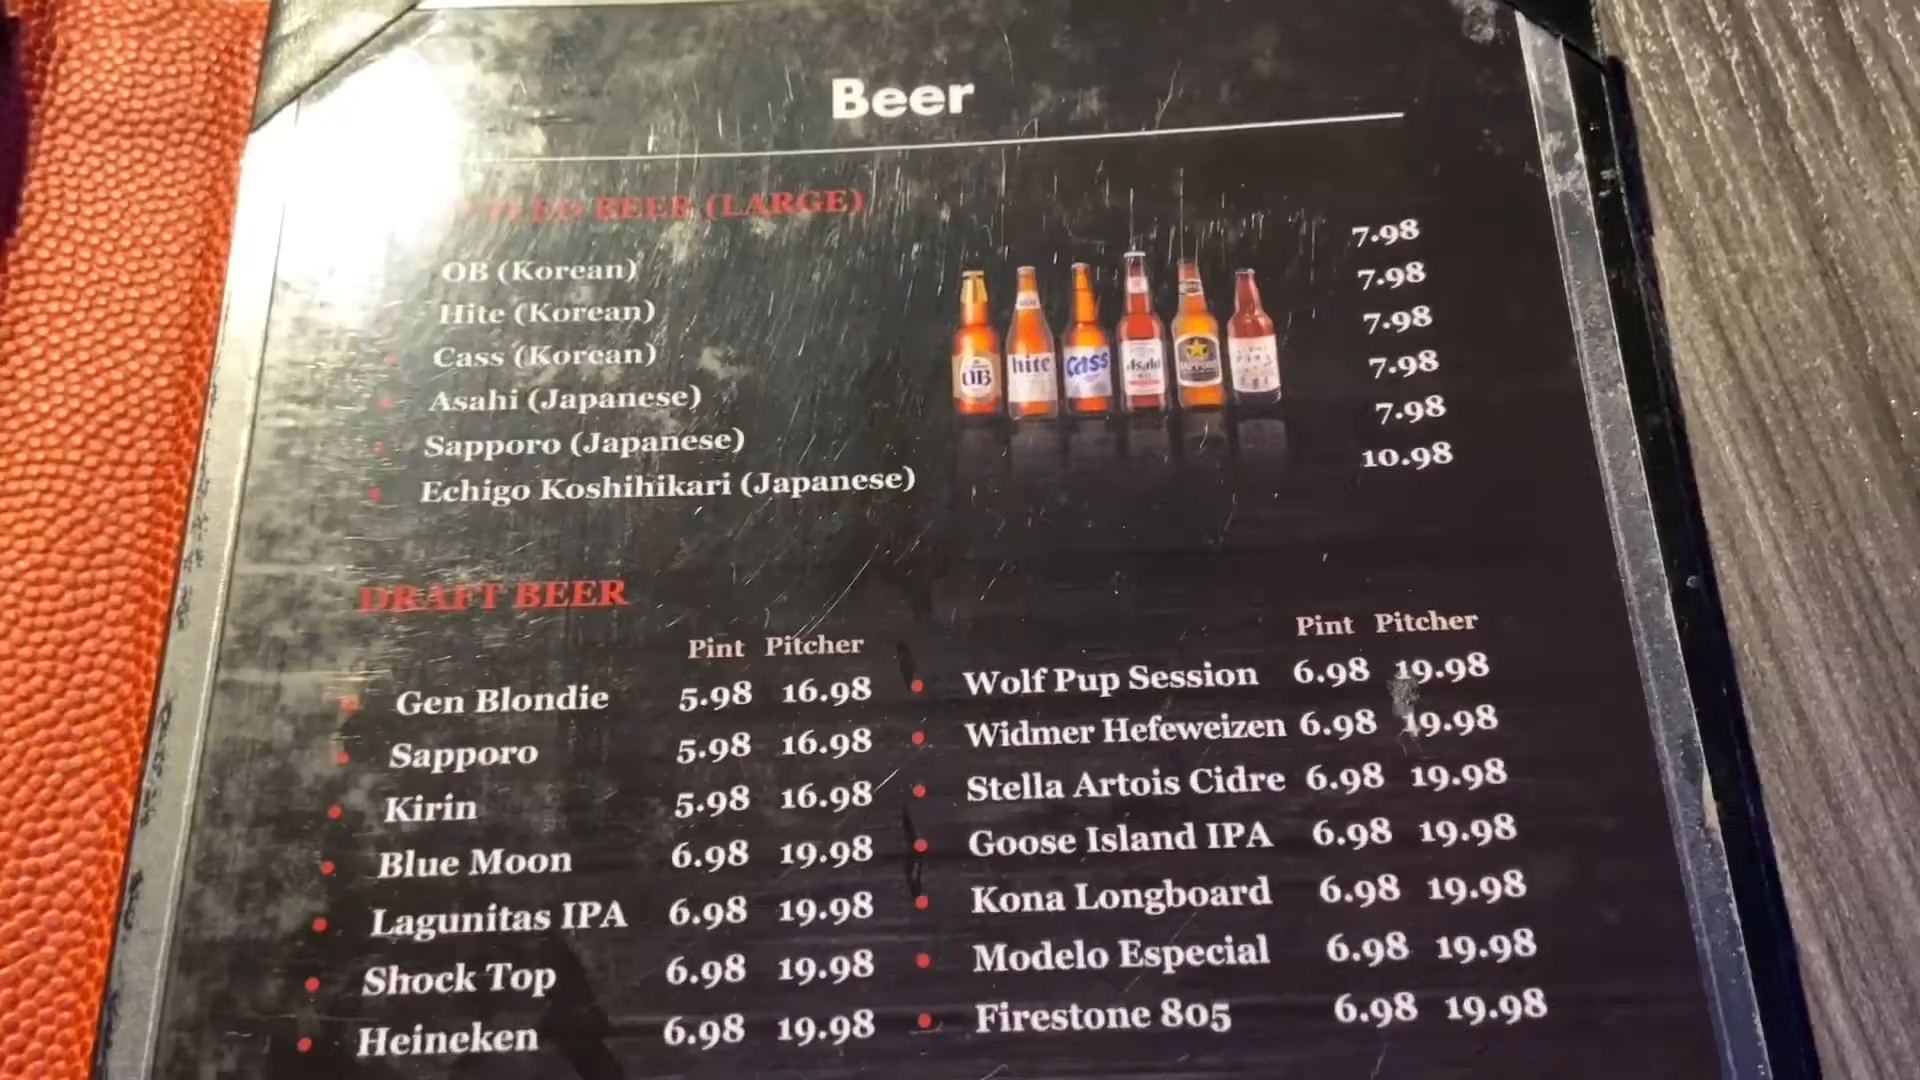 Beer
BEER (LARGE)
OB (Korean) 7.98
Hite (Korean) 7.98
Cass (Korean) 7.98
Asahi (Japanese) 7.98
Sapporo (Japanese) 7.98
Echigo Koshihikari (Japanese) 10.98
OB hite Cass Asahi
DRAFT BEER
Pint Pitcher
Gen Blondie 5.98 16.98
Sapporo 5.98 16.98
Kirin 5.98 16.98
Blue Moon 6.98 19.98
Lagunitas IPA 6.98 19.98
Shock Top 6.98 19.98
Heineken 6.98 19.98
Pint Pitcher
Wolf Pup Session 6.98 19.98
Widmer Hefeweizen 6.98 19.98
Stella Artois Cidre 6.98 19.98
Goose Island IPA 6.98 19.98
Kona Longboard 6.98 19.98
Modelo Especial 6.98 19.98
Firestone 805 6.98 19.98